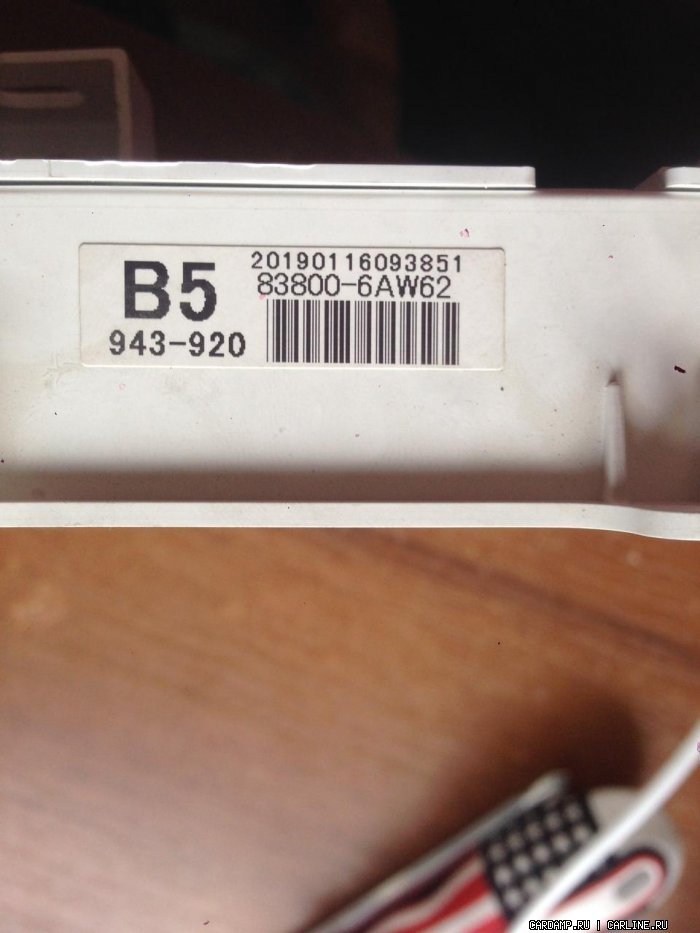 B5
20190116093851
83800-6AW62
943-920
CARDAMP.RU | CARLINE.RU